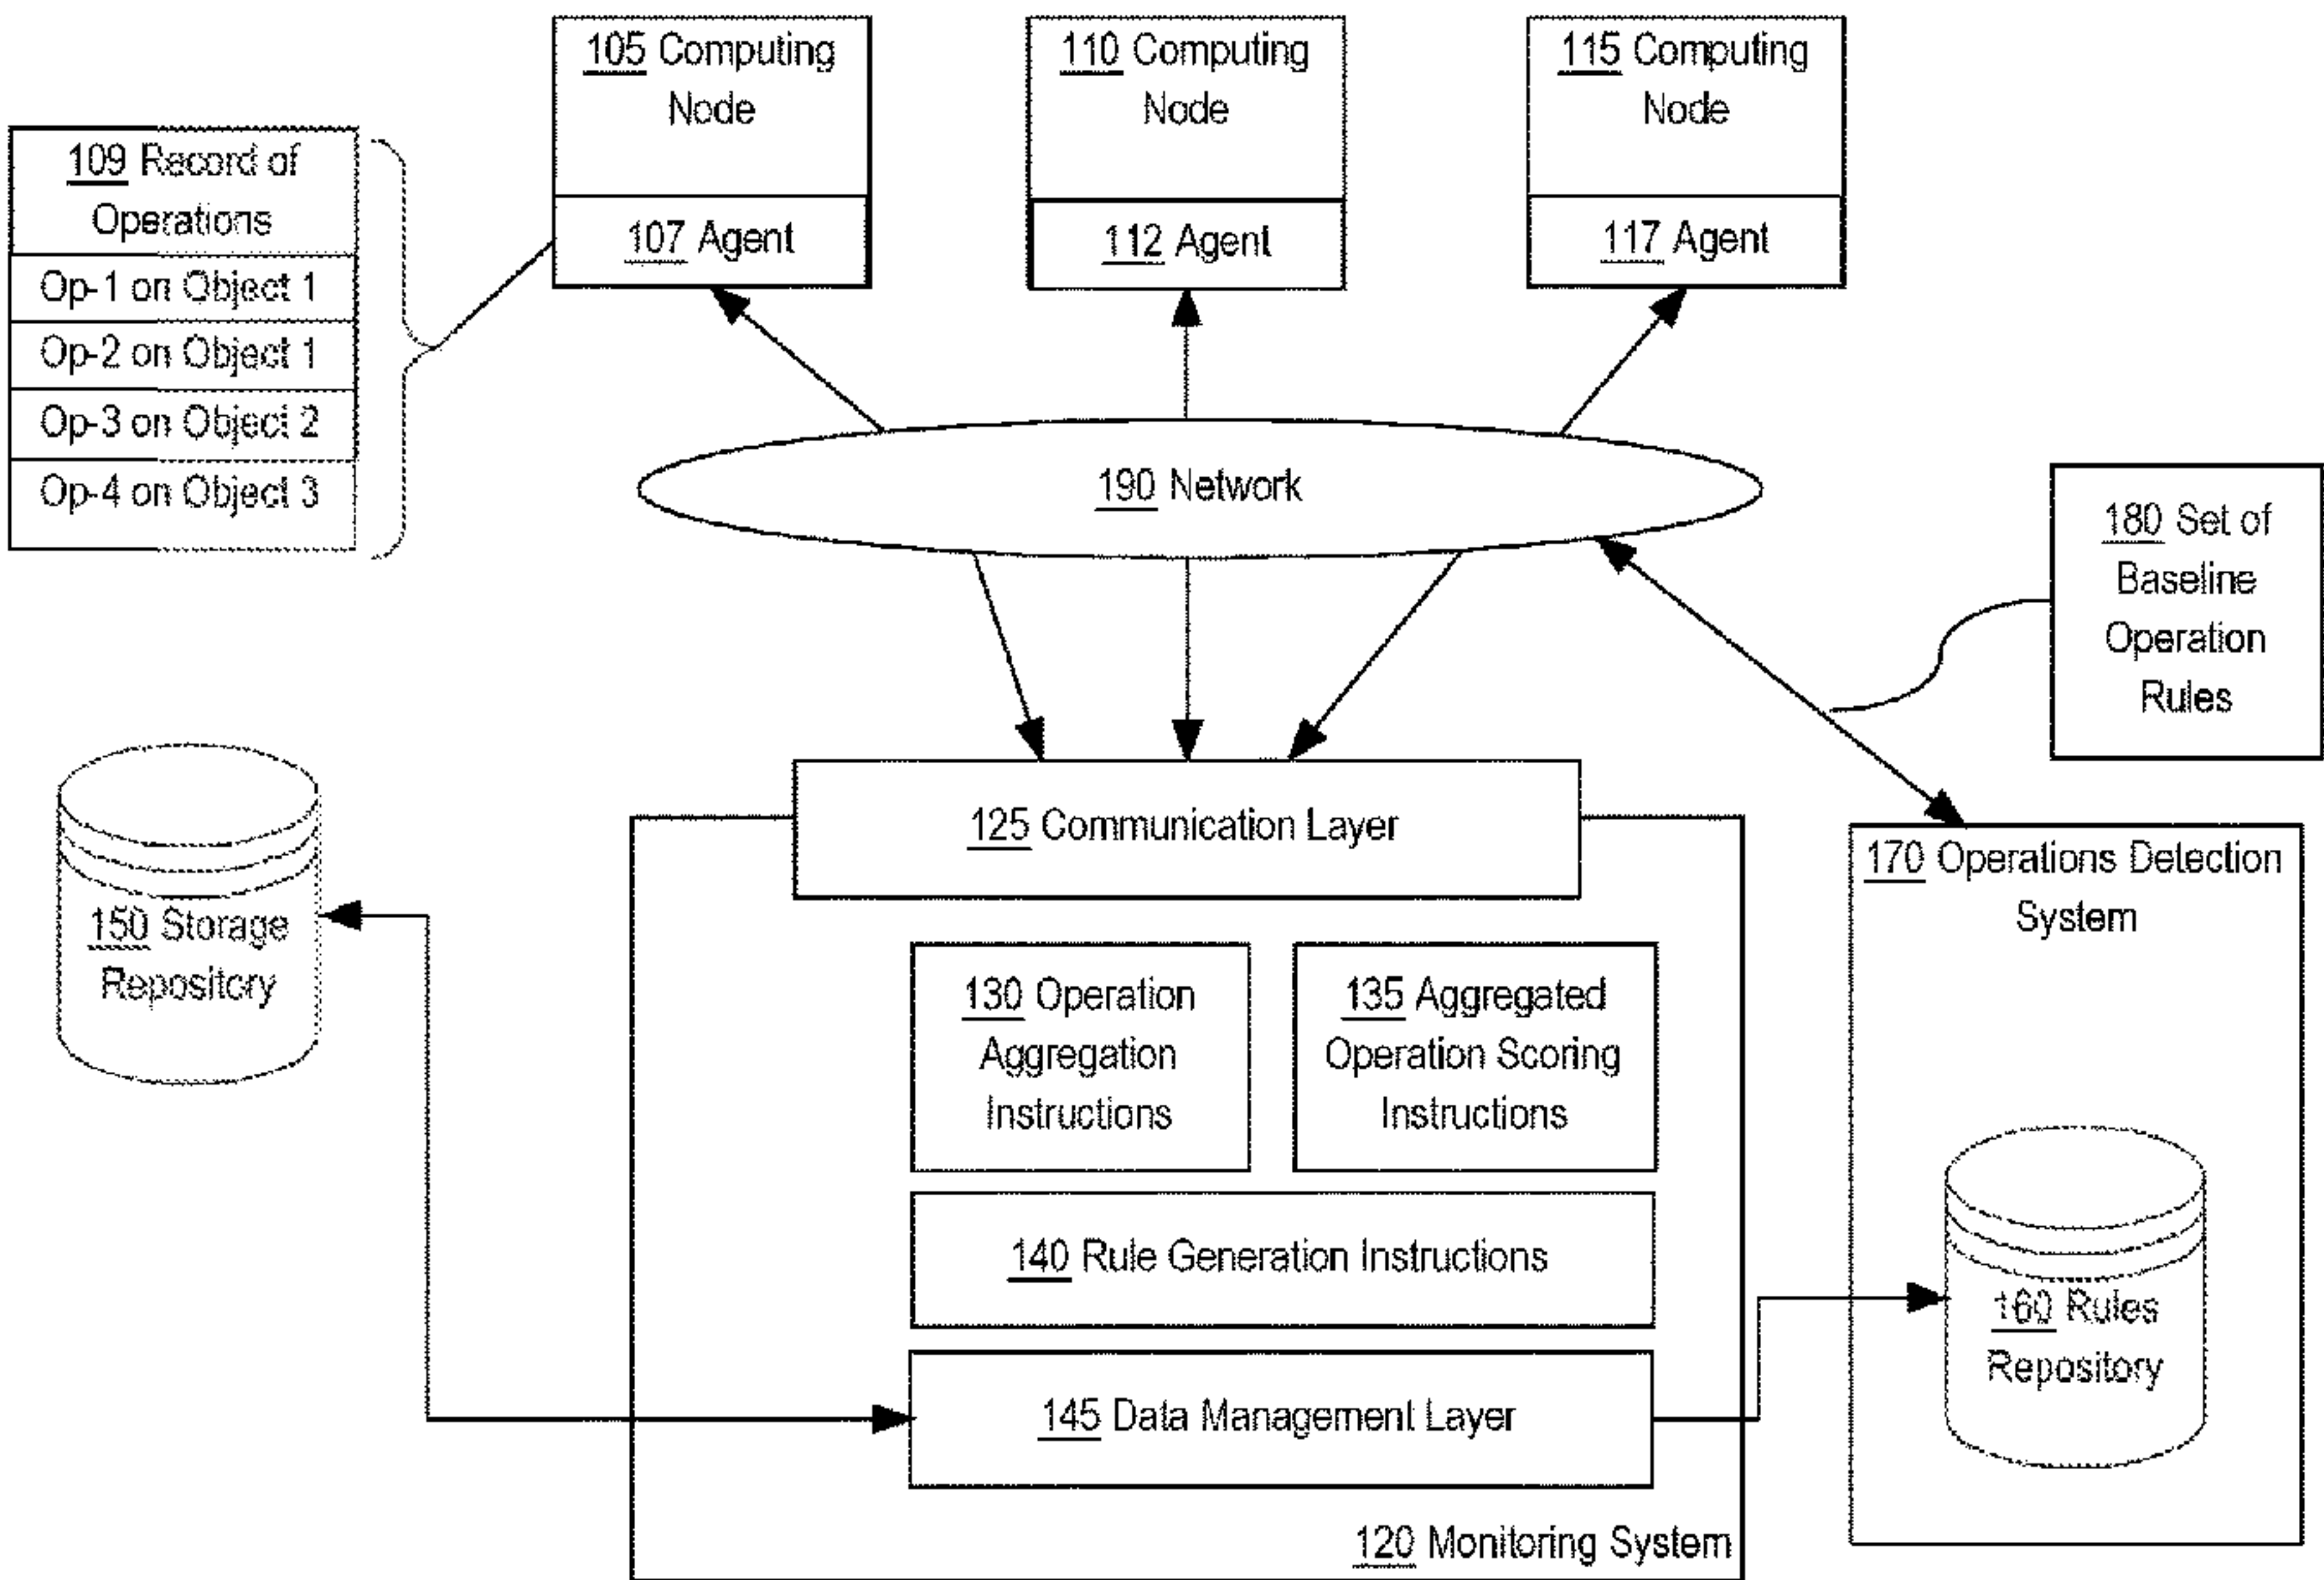 105 Computing
Node
107 Agent
110 Computing
Node
112 Agent
115 Computing
Node
117 Agent
109 Record of
Operations
Op-1 on Object 1
Op-2 on Object 1
Op-3 on Object 2
Op-4 on Object 3
190 Network
180 Set of
Baseline
Operation
Rules
125 Communication Layer
150 Storage
Repository
130 Operation
Aggregation
Instructions
135 Aggregated
Operation Scoring
Instructions
140 Rule Generation Instructions
145 Data Management Layer
120 Monitoring System
170 Operations Detection
System
160 Rules
Repository